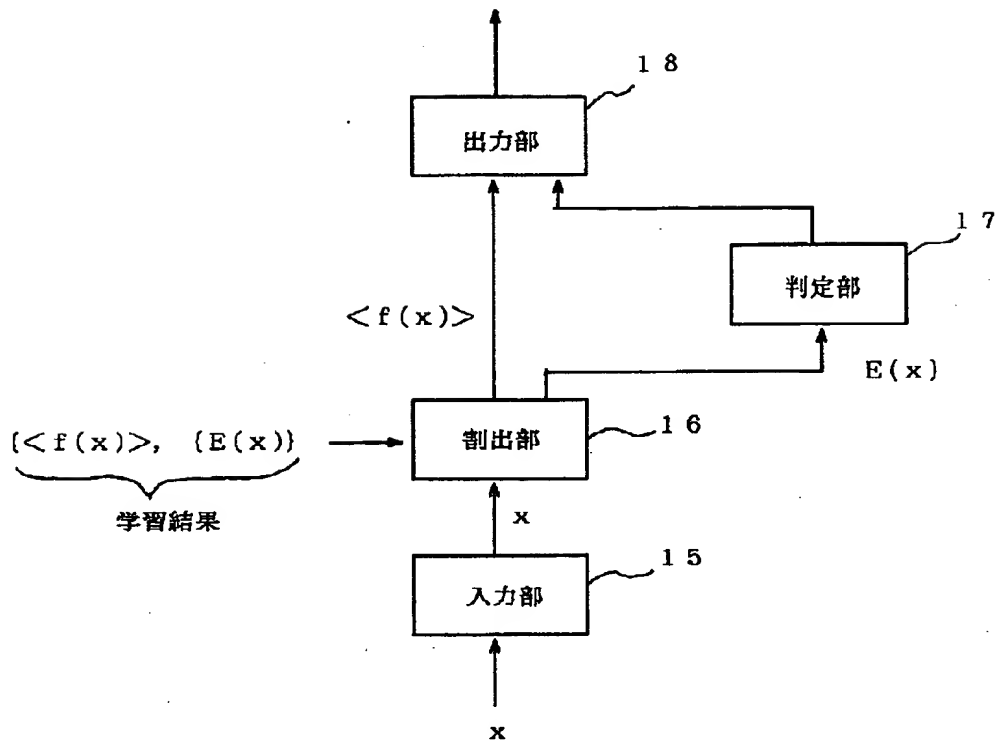 18
出力部
17
判定部
<f(x)>
E(x)
16
{<f(x)>, {E(x)}
割出部
学習結果
x
15
入力部
x